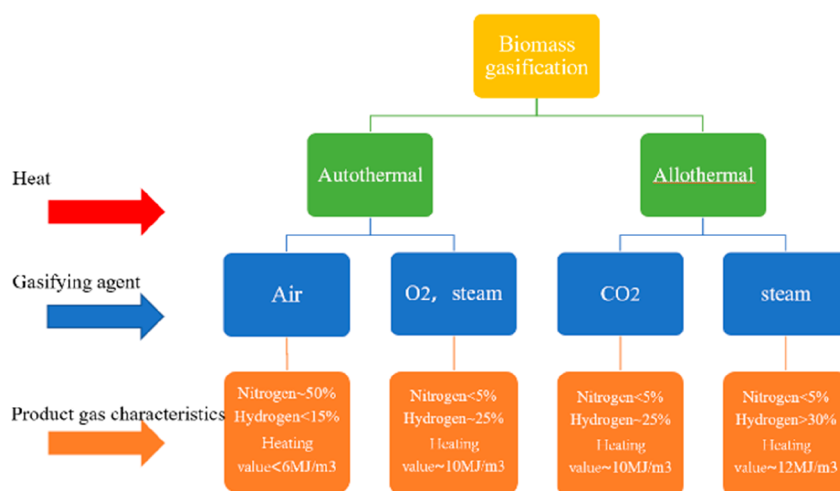 Biomass
gasification
Heat
Autothermal
Allothermal
Gasifying agent
Air
O2, steam
CO2
steam
Product gas characteristics
Nitrogen~50%
Hydrogen<15%
Heating
value<6MJ/m3
Nitrogen<5%
Hydrogen~25%
Heating
value~10MJ/m3
Nitrogen<5%
Hydrogen~25%
Heating
value~10MJ/m3
Nitrogen<5%
Hydrogen>30%
Heating
value~12MJ/m3